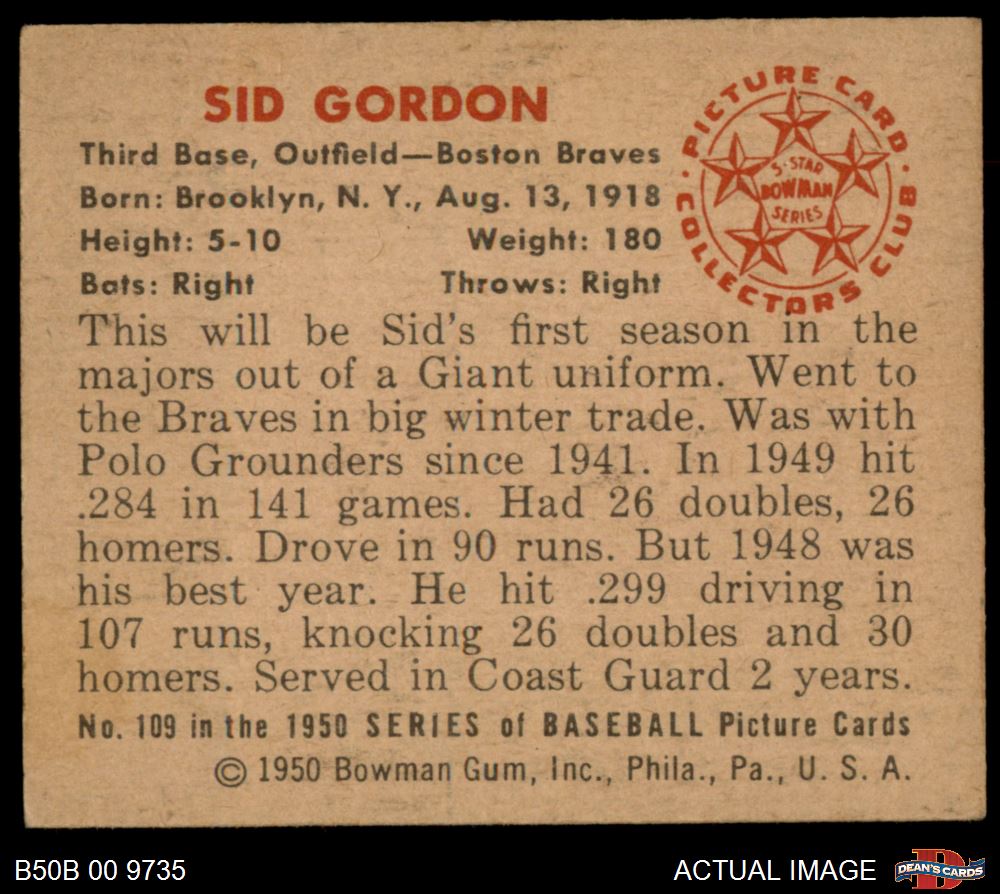 SID GORDON
Third Base, Outfield—Boston Braves
Born: Brooklyn, N. Y., Aug. 13, 1918
Height: 5-10 Weight: 180
Bats: Right Throws: Right
PICTURE CARD
COLLECTORS CLUB
5-STAR
BOWMAN
SERIES
This will be Sid's first season in the
majors out of a Giant uniform. Went to
the Braves in big winter trade. Was with
Polo Grounders since 1941. In 1949 hit
.284 in 141 games. Had 26 doubles, 26
homers. Drove in 90 runs. But 1948 was
his best year. He hit .299 driving in
107 runs, knocking 26 doubles and 30
homers. Served in Coast Guard 2 years.
No. 109 in the 1950 SERIES of BASEBALL Picture Cards
© 1950 Bowman Gum, Inc., Phila., Pa., U. S. A.
B50B 00 9735
ACTUAL IMAGE
D
DEAN'S CARDS